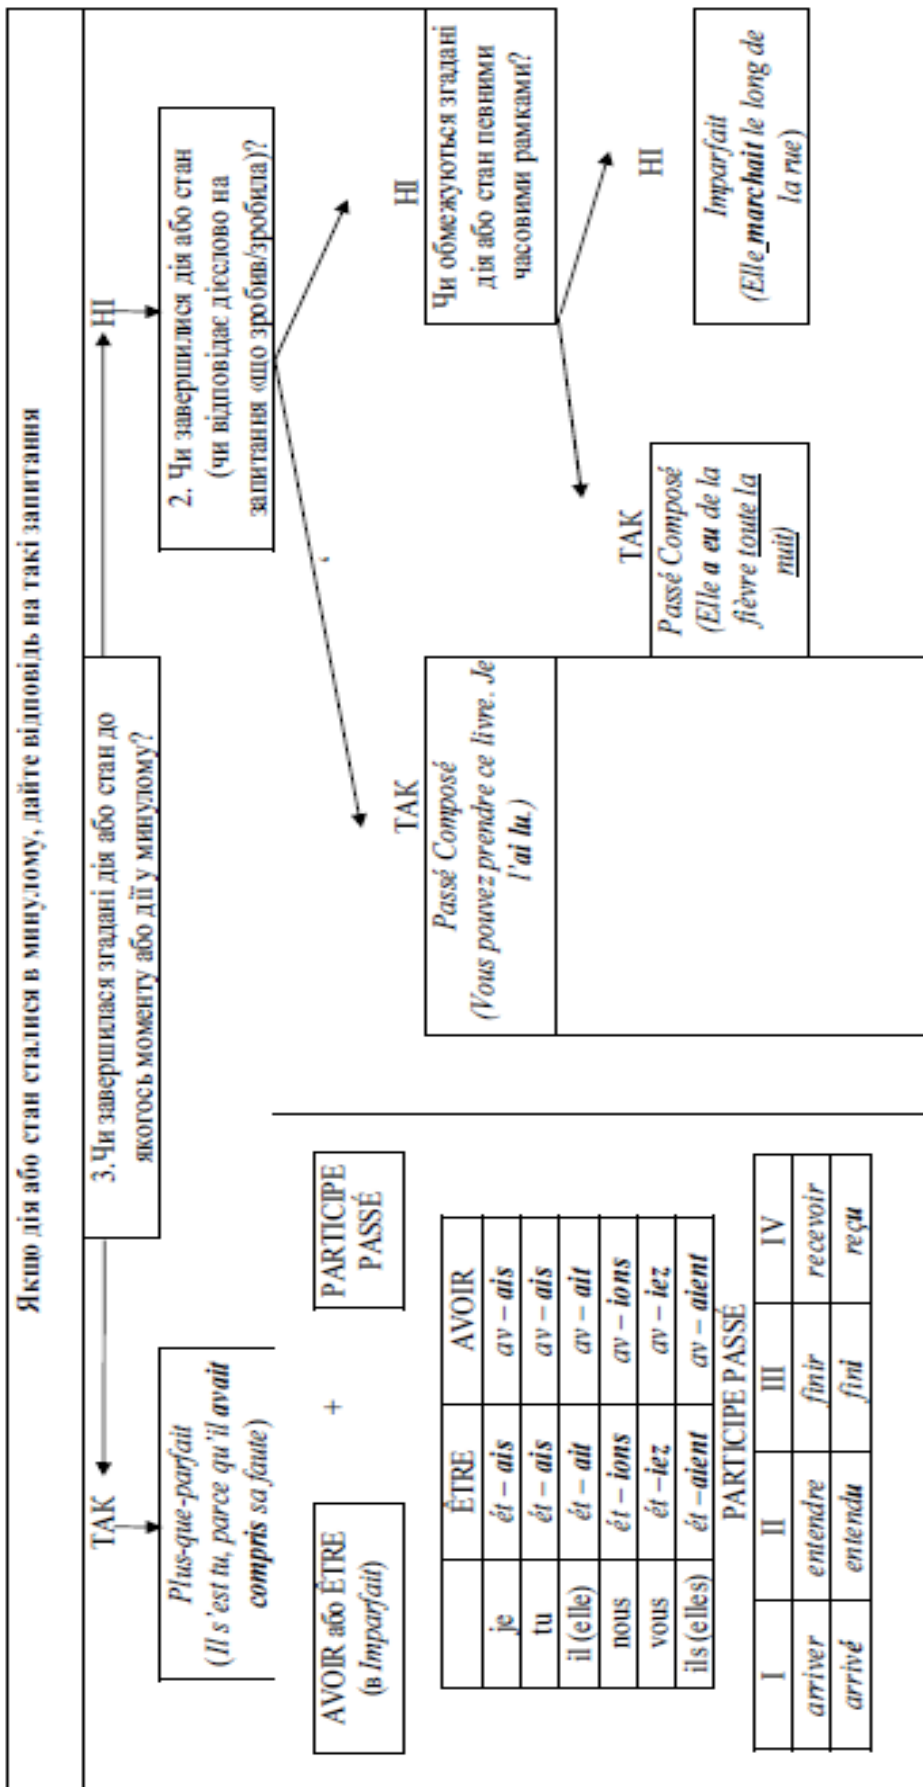 Якщо дія або стан сталися в минулому, дайте відповідь на такі запитання
3.Чи завершилася згадані дія або стан до
якогось моменту або дії у минулому?
ТАК
НІ
Plus-que-parfait
(Il s’est tu, parce qu’il avait
compris sa faute)
2. Чи завершилися дія або стан
(чи відповідає дієслово на
запитання «що зробив/зробила)?
AVOIR або ÊTRE
(в Imparfait)
+
PARTICIPE
PASSÉ
ТАК
НІ
Passé Composé
(Vous pouvez prendre ce livre. Je
l’ai lu.)
Чи обмежуються згадані
дія або стан певними
часовими рамками?
ТАК
НІ
Passé Composé
(Elle a eu de la
fièvre toute la
nuit)
Imparfait
(Elle marchait le long de
la rue)
ÊTRE AVOIR
je ét – ais av – ais
tu ét – ais av – ais
il (elle) ét – ait av – ait
nous ét – ions av – ions
vous ét –iez av – iez
ils (elles) ét –aient av – aient
PARTICIPE PASSÉ
I II III IV
arriver entendre finir recevoir
arrivé entendu fini reçu